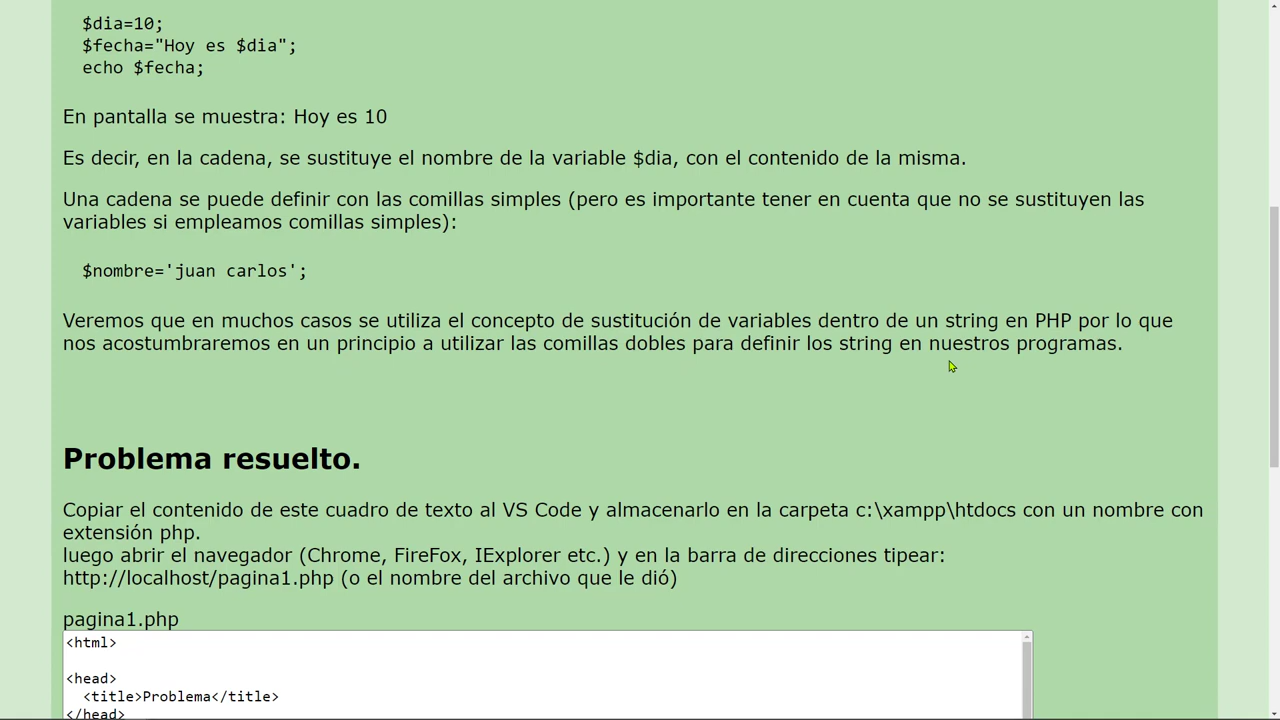 $dia=10;
$fecha="Hoy es $dia";
echo $fecha;
En pantalla se muestra: Hoy es 10
Es decir, en la cadena, se sustituye el nombre de la variable $dia, con el contenido de la misma.
Una cadena se puede definir con las comillas simples (pero es importante tener en cuenta que no se sustituyen las
variables si empleamos comillas simples):
$nombre='juan carlos';
Veremos que en muchos casos se utiliza el concepto de sustitución de variables dentro de un string en PHP por lo que
nos acostumbraremos en un principio a utilizar las comillas dobles para definir los string en nuestros programas.
Problema resuelto.
Copiar el contenido de este cuadro de texto al VS Code y almacenarlo en la carpeta c:\xampp\htdocs con un nombre con
extensión php.
luego abrir el navegador (Chrome, FireFox, IExplorer etc.) y en la barra de direcciones tipear:
http://localhost/pagina1.php (o el nombre del archivo que le dió)
pagina1.php
<html>
<head>
<title>Problema</title>
</head>